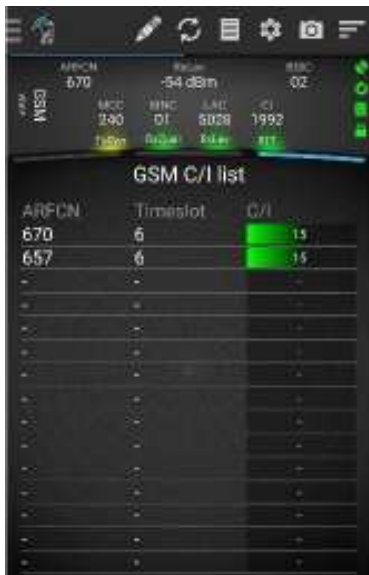 ARFCN RxLev BSIC
670 -54 dBm 02
GSM
MCC MNC LAC CI
240 01 5028 1992
GSM C/I list
ARFCN Timeslot C/I
670 6 15
657 6 15
- - -
- - -
- - -
- - -
- - -
- - -
- - -
- - -
- - -
- - -
- - -
- - -
- - -